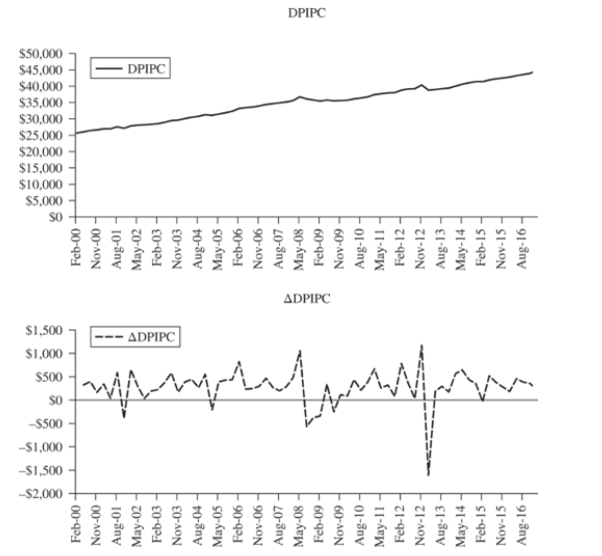 DPIPC
$50,000
$45,000
$40,000
$35,000
$30,000
$25,000
$20,000
$15,000
$10,000
$5,000
$0
DPIPC
Feb-00
Nov-00
Aug-01
May-02
Feb-03
Nov-03
Aug-04
May-05
Feb-06
Nov-06
Aug-07
May-08
Feb-09
Nov-09
Aug-10
May-11
Feb-12
Nov-12
Aug-13
May-14
Feb-15
Nov-15
Aug-16
ΔDPIPC
$1,500
$1,000
$500
$0
–$500
–$1,000
–$1,500
–$2,000
ΔDPIPC
Feb-00
Nov-00
Aug-01
May-02
Feb-03
Nov-03
Aug-04
May-05
Feb-06
Nov-06
Aug-07
May-08
Feb-09
Nov-09
Aug-10
May-11
Feb-12
Nov-12
Aug-13
May-14
Feb-15
Nov-15
Aug-16